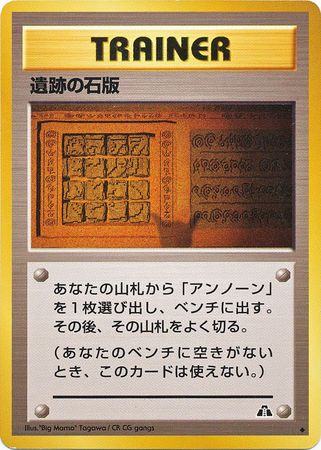 TRAINER
遺跡の石版
あなたの山札から「アンノーン」
を1枚選び出し、ベンチに出す。
その後、その山札をよく切る。
(あなたのベンチに空きがない
とき、このカードは使えない。)
Illus."Big Mama" Tagawa / CR CG gangs